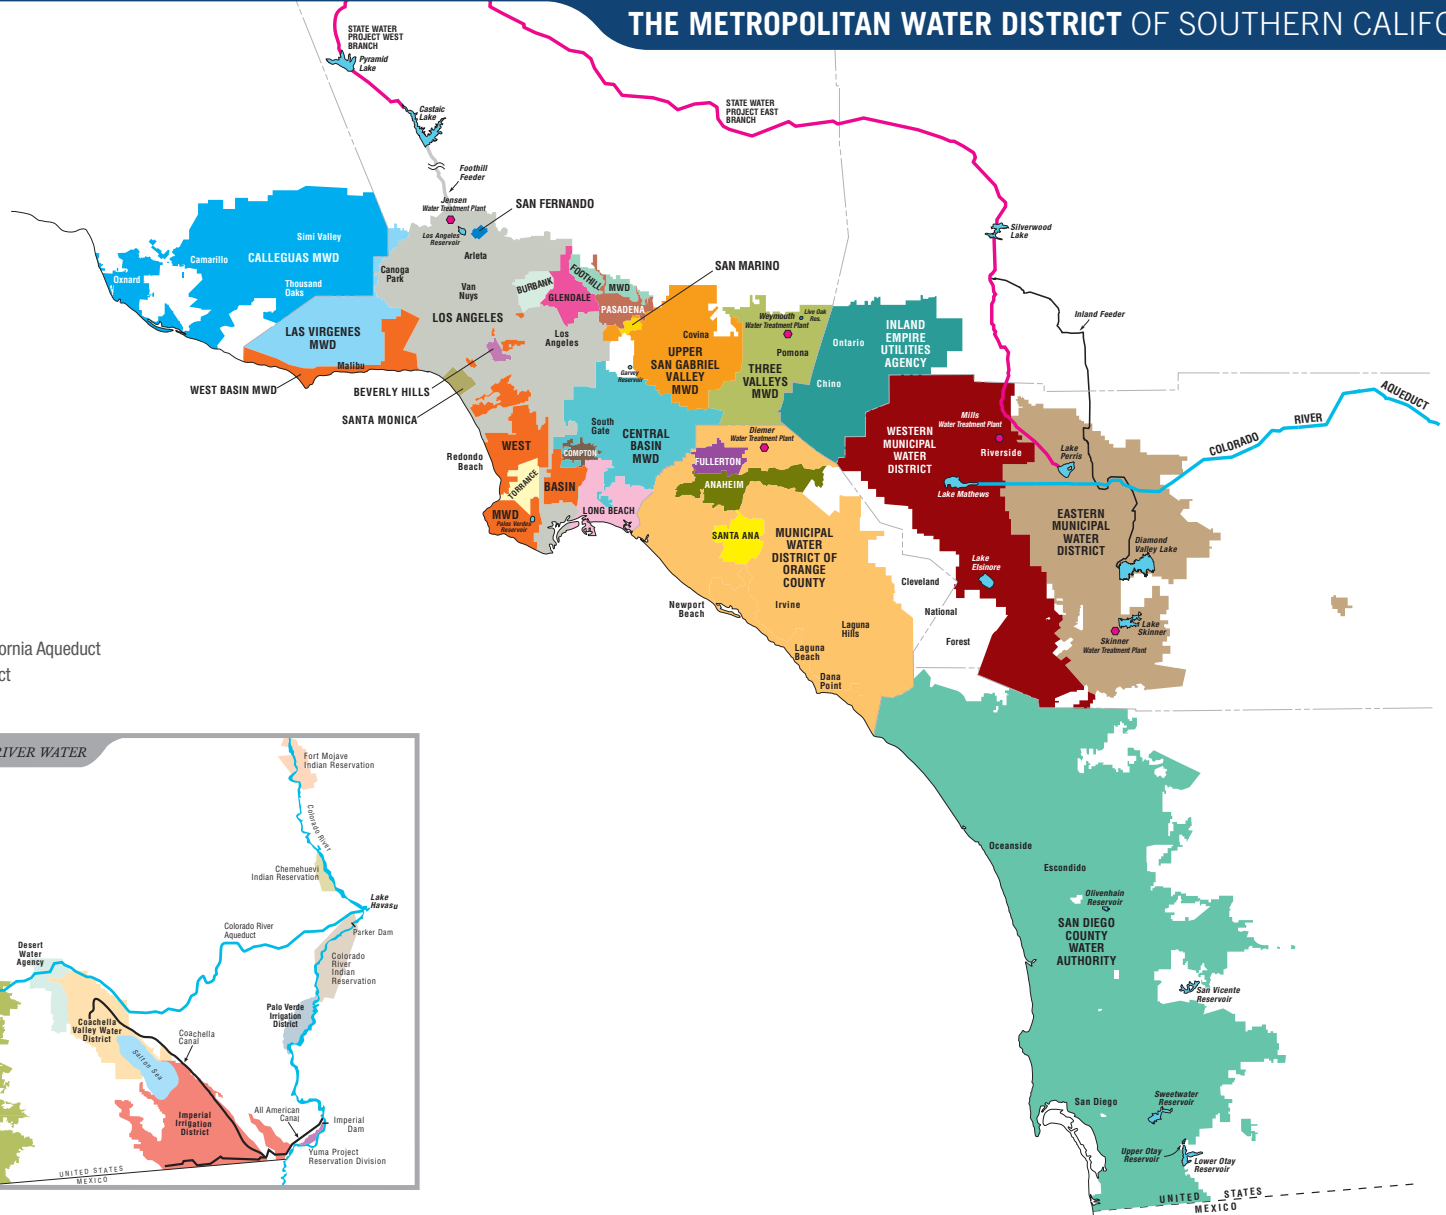 THE METROPOLITAN WATER DISTRICT OF SOUTHERN CALIFO
STATE WATER
PROJECT WEST
BRANCH
Pyramid
Lake
Castaic
Lake
STATE WATER
PROJECT EAST
BRANCH
Foothill
Feeder
Jensen
Water Treatment Plant
SAN FERNANDO
Los Angeles
Reservoir
Silverwood
Lake
Simi Valley
Camarillo
CALLEGUAS MWD
Oxnard
Thousand
Oaks
Canoga
Park
Arleta
Van
Nuys
LOS ANGELES
Los
Angeles
BURBANK
GLENDALE
FOOTHILL
MWD
PASADENA
SAN MARINO
LAS VIRGENES
MWD
Malibu
WEST BASIN MWD
BEVERLY HILLS
SANTA MONICA
Covina
UPPER
SAN GABRIEL
VALLEY
MWD
Garvey
Reservoir
Weymouth
Water Treatment Plant
Live Oak
Res.
Pomona
THREE
VALLEYS
MWD
Ontario
INLAND
EMPIRE
UTILITIES
AGENCY
Chino
Inland Feeder
AQUEDUCT
RIVER
COLORADO
South
Gate
CENTRAL
BASIN
MWD
COMPTON
WEST
Redondo
Beach
TORRANCE
BASIN
MWD
Palos Verdes
Reservoir
LONG BEACH
Diemer
Water Treatment Plant
FULLERTON
ANAHEIM
SANTA ANA
MUNICIPAL
WATER
DISTRICT OF
ORANGE
COUNTY
Newport
Beach
Irvine
Laguna
Hills
Laguna
Beach
Dana
Point
WESTERN
MUNICIPAL
WATER
DISTRICT
Mills
Water Treatment Plant
Riverside
Lake
Perris
Lake Mathews
EASTERN
MUNICIPAL
WATER
DISTRICT
Diamond
Valley Lake
Lake
Elsinore
Cleveland
National
Forest
Lake
Skinner
Skinner
Water Treatment Plant
Oceanside
Escondido
Olivenhain
Reservoir
SAN DIEGO
COUNTY
WATER
AUTHORITY
San Vicente
Reservoir
San Diego
Sweetwater
Reservoir
Upper Otay
Reservoir
Lower Otay
Reservoir
UNITED STATES
MEXICO
ornia Aqueduct
ct
RIVER WATER
Fort Mojave
Indian Reservation
Colorado River
Chemehuevi
Indian Reservation
Lake
Havasu
Parker Dam
Colorado River
Aqueduct
Desert
Water
Agency
Colorado
River
Indian
Reservation
Palo Verde
Irrigation
District
Coachella
Valley Water
District
Coachella
Canal
Salton Sea
Imperial
Irrigation
District
All American
Canal
Imperial
Dam
Yuma Project
Reservation Division
UNITED STATES
MEXICO